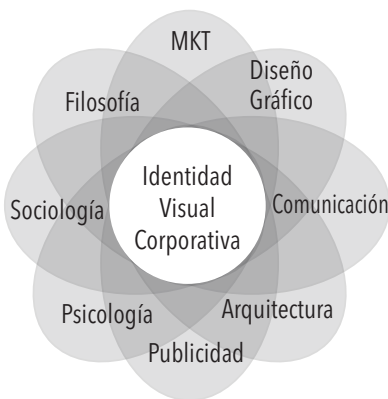 MKT
Diseño
Gráfico
Filosofía
Identidad
Visual
Corporativa
Sociología
Comunicación
Psicología
Arquitectura
Publicidad